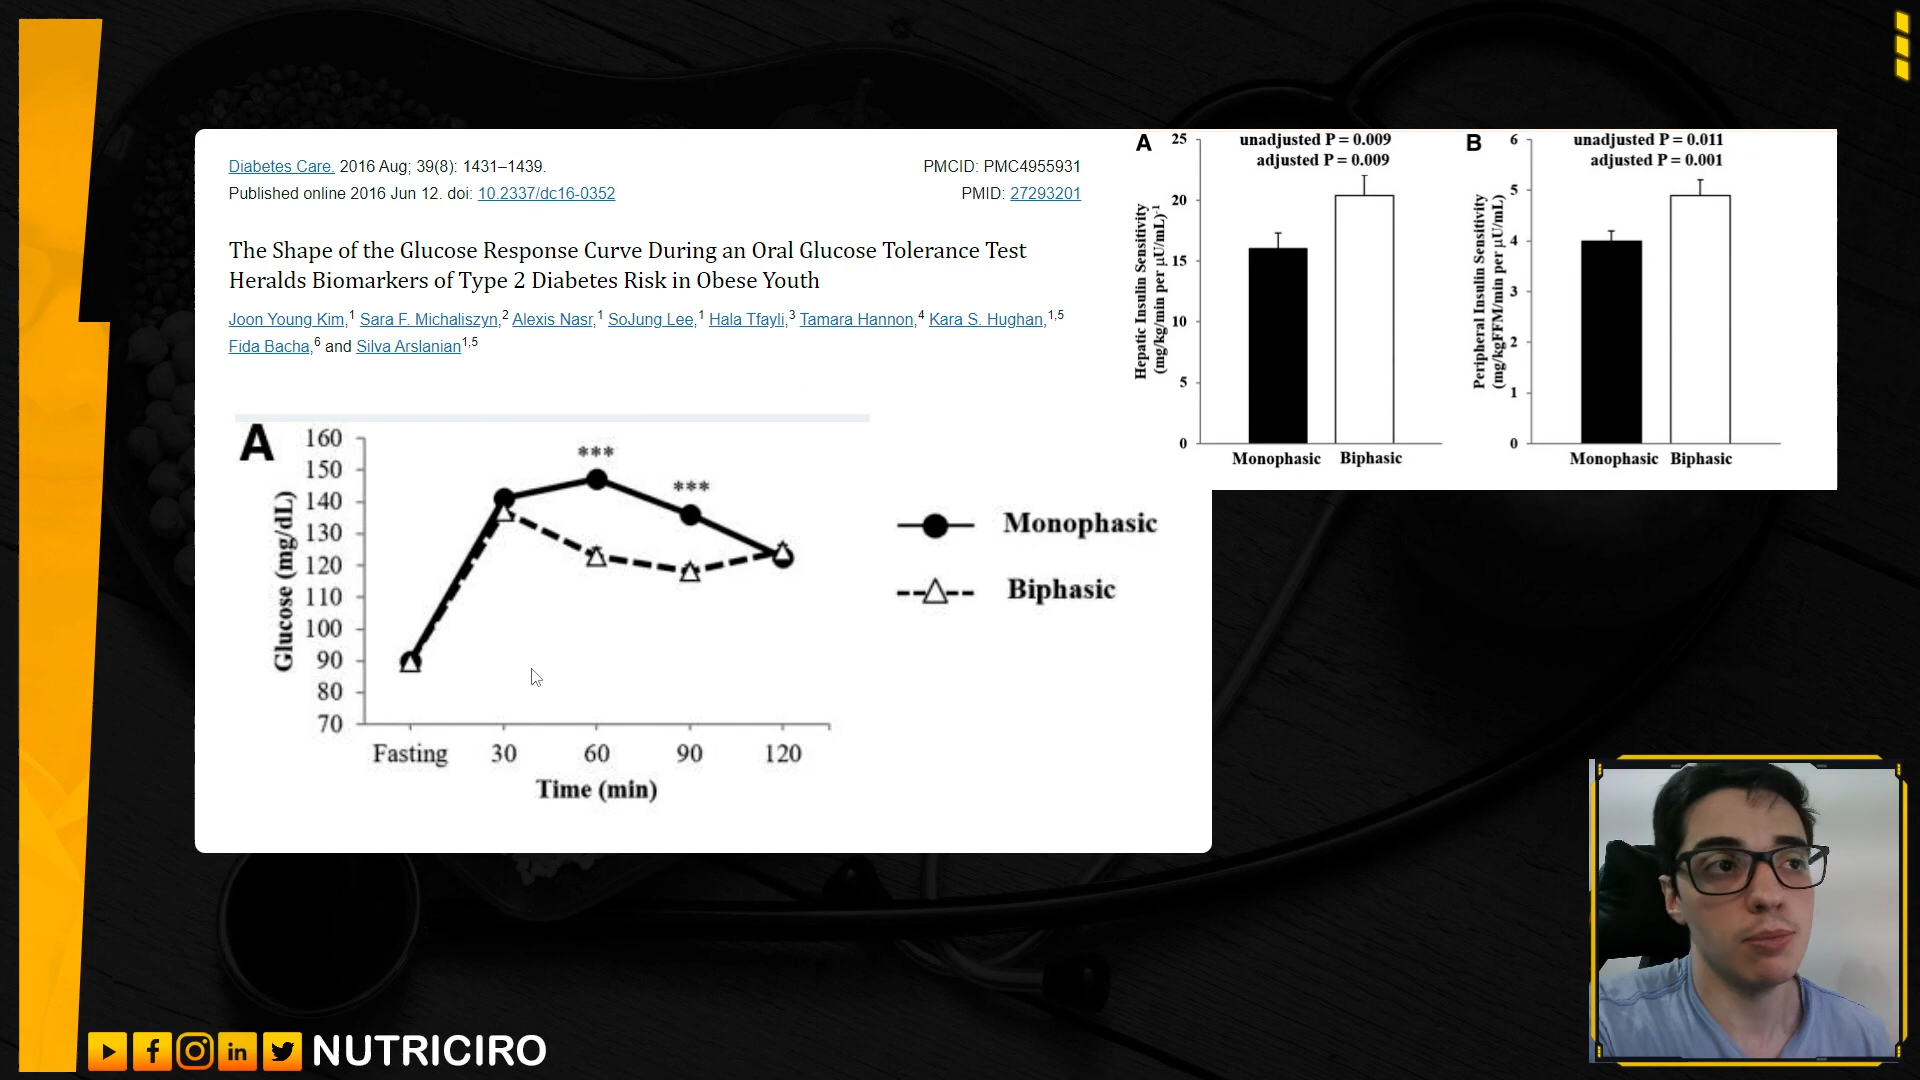 Diabetes Care. 2016 Aug; 39(8): 1431–1439.
Published online 2016 Jun 12. doi: 10.2337/dc16-0352
PMCID: PMC4955931
PMID: 27293201
The Shape of the Glucose Response Curve During an Oral Glucose Tolerance Test
Heralds Biomarkers of Type 2 Diabetes Risk in Obese Youth
Joon Young Kim,1 Sara F. Michaliszyn,2 Alexis Nasr,1 SoJung Lee,1 Hala Tfayli,3 Tamara Hannon,4 Kara S. Hughan,1,5
Fida Bacha,6 and Silva Arslanian1,5
A
Glucose (mg/dL)
160
150
140
130
120
110
100
90
80
70
***
***
Fasting 30 60 90 120
Time (min)
Monophasic
Biphasic
A
unadjusted P = 0.009
adjusted P = 0.009
Hepatic Insulin Sensitivity
(mg/kg/min per µU/mL)-1
25
20
15
10
5
0
Monophasic Biphasic
B
unadjusted P = 0.011
adjusted P = 0.001
Peripheral Insulin Sensitivity
(mg/kgFFM/min per µU/mL)
6
5
4
3
2
1
0
Monophasic Biphasic
NUTRICIRO